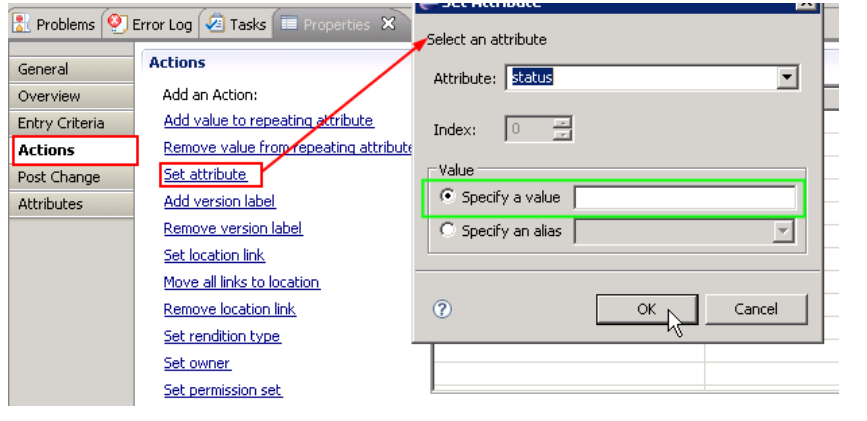 Problems Error Log Tasks Properties
General
Overview
Entry Criteria
Actions
Post Change
Attributes
Actions
Add an Action:
Add value to repeating attribute
Remove value from repeating attribute
Set attribute
Add version label
Remove version label
Set location link
Move all links to location
Remove location link
Set rendition type
Set owner
Set permission set
Set Attribute
Select an attribute
Attribute: status
Index: 0
Value
Specify a value
Specify an alias
OK Cancel